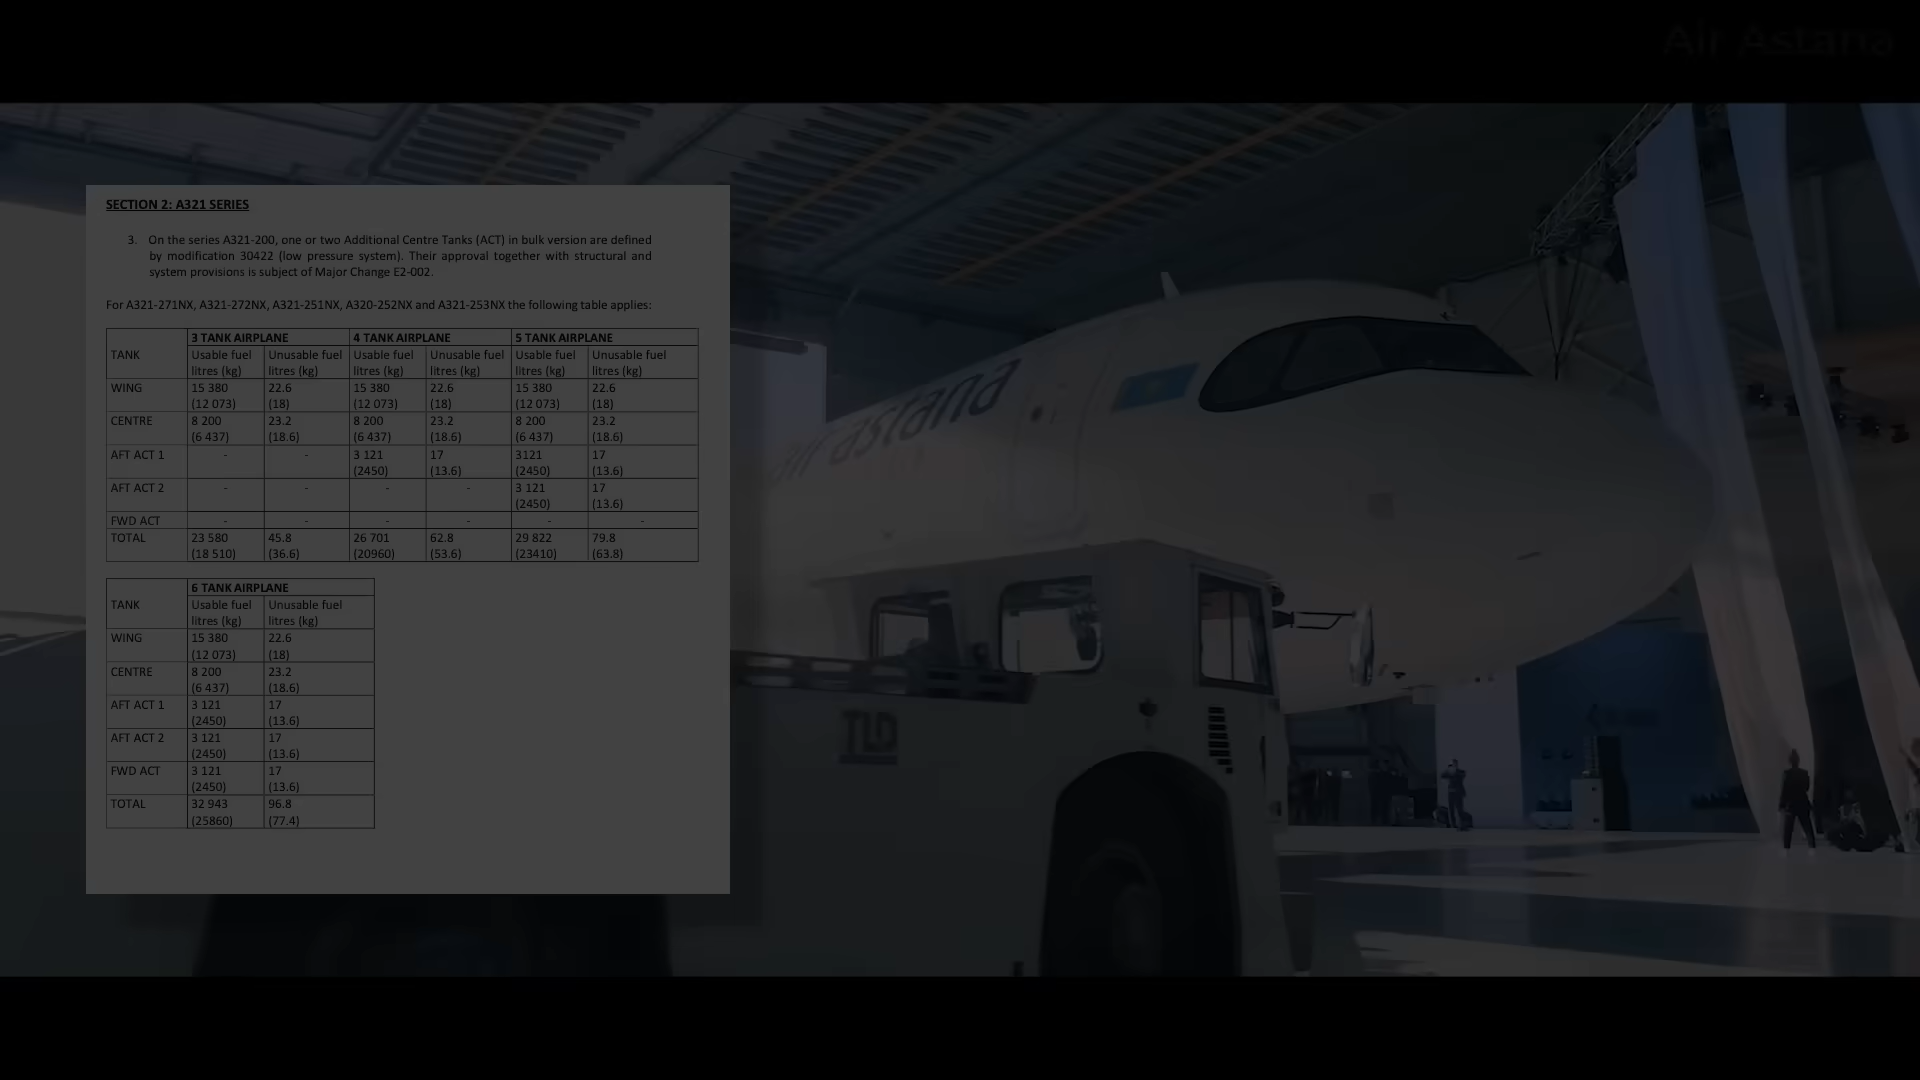 Air Astana
SECTION 2: A321 SERIES
3. On the series A321-200, one or two Additional Centre Tanks (ACT) in bulk version are defined
by modification 30422 (low pressure system). Their approval together with structural and
system provisions is subject of Major Change E2-002.
For A321-271NX, A321-272NX, A321-251NX, A320-252NX and A321-253NX the following table applies:
3 TANK AIRPLANE 4 TANK AIRPLANE 5 TANK AIRPLANE
TANK Usable fuel Unusable fuel Usable fuel Unusable fuel Usable fuel Unusable fuel
litres (kg) litres (kg) litres (kg) litres (kg) litres (kg) litres (kg)
WING 15 380 22.6 15 380 22.6 15 380 22.6
(12 073) (18) (12 073) (18) (12 073) (18)
CENTRE 8 200 23.2 8 200 23.2 8 200 23.2
(6 437) (18.6) (6 437) (18.6) (6 437) (18.6)
AFT ACT 1 - - 3 121 17 3121 17
(2450) (13.6) (2450) (13.6)
AFT ACT 2 - - - - 3 121 17
(2450) (13.6)
FWD ACT - - - - - -
TOTAL 23 580 45.8 26 701 62.8 29 822 79.8
(18 510) (36.6) (20960) (53.6) (23410) (63.8)
6 TANK AIRPLANE
TANK Usable fuel Unusable fuel
litres (kg) litres (kg)
WING 15 380 22.6
(12 073) (18)
CENTRE 8 200 23.2
(6 437) (18.6)
AFT ACT 1 3 121 17
(2450) (13.6)
AFT ACT 2 3 121 17
(2450) (13.6)
FWD ACT 3 121 17
(2450) (13.6)
TOTAL 32 943 96.8
(25860) (77.4)
air astana
TLD